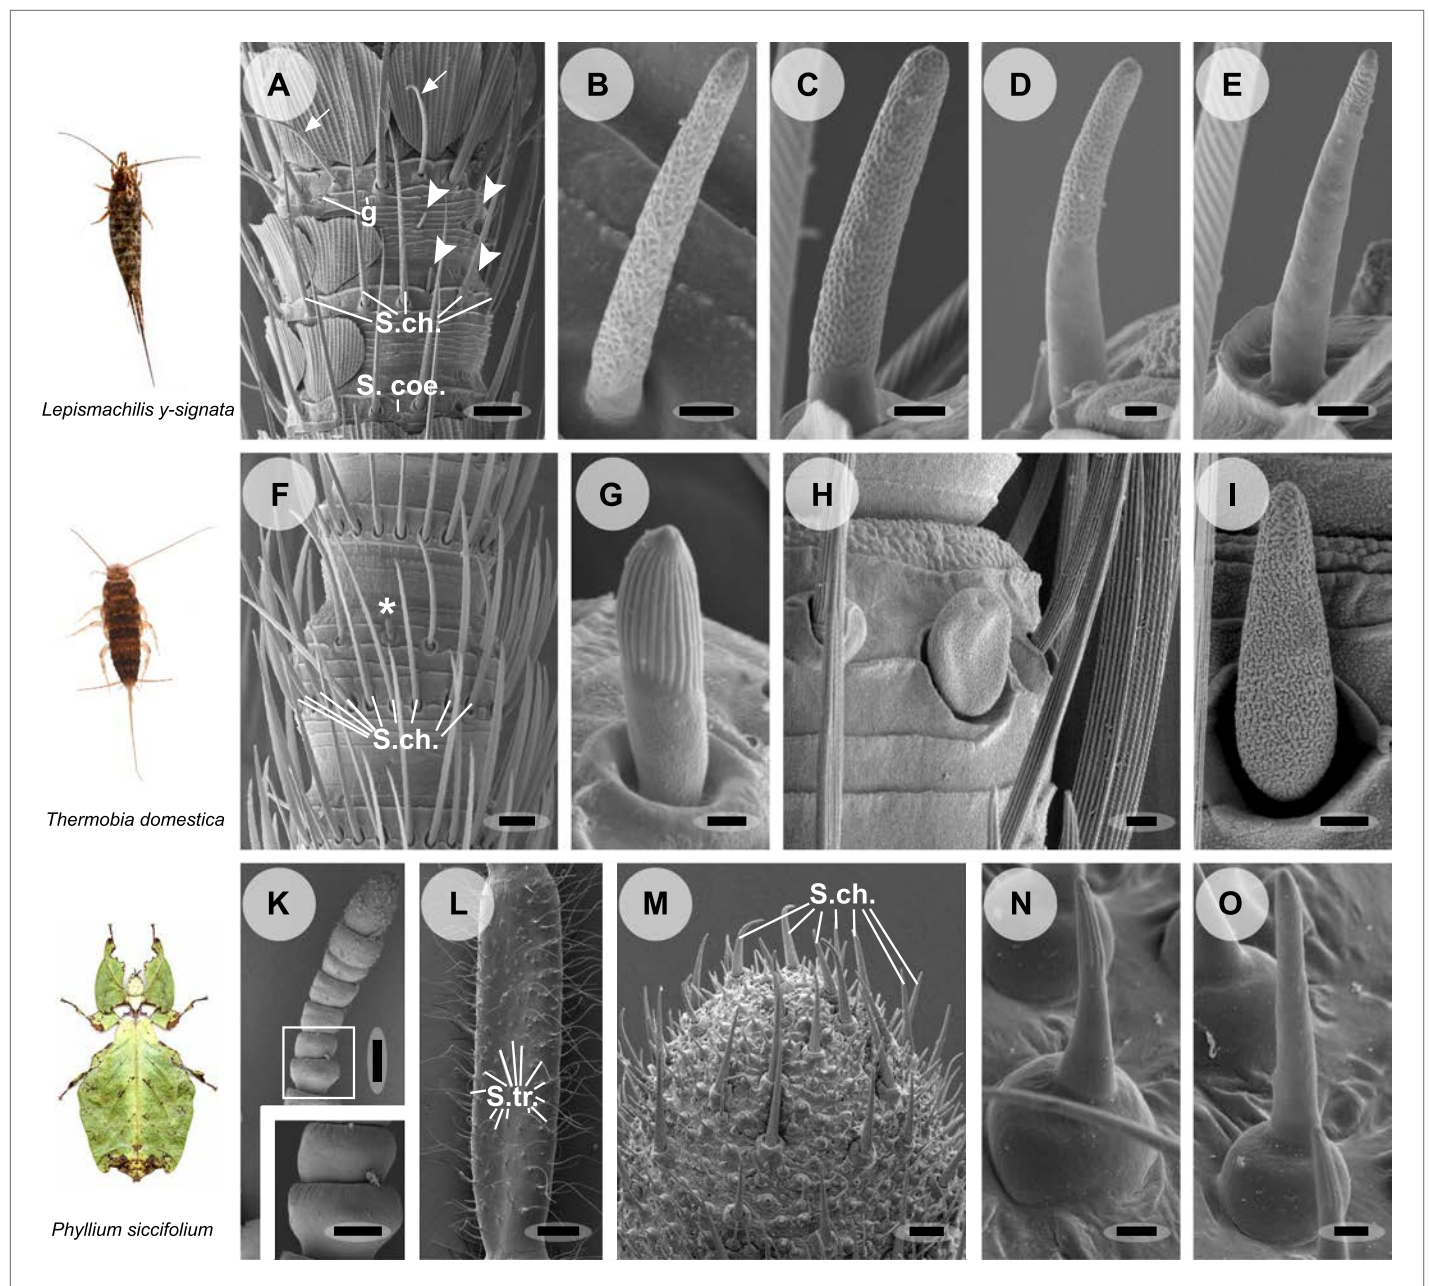 A
B
C
D
E
g
S.ch.
S. coe.
Lepismachilis y-signata
F
G
H
I
*
S.ch.
Thermobia domestica
K
L
M
N
O
S.ch.
S.tr.
Phyllium siccifolium